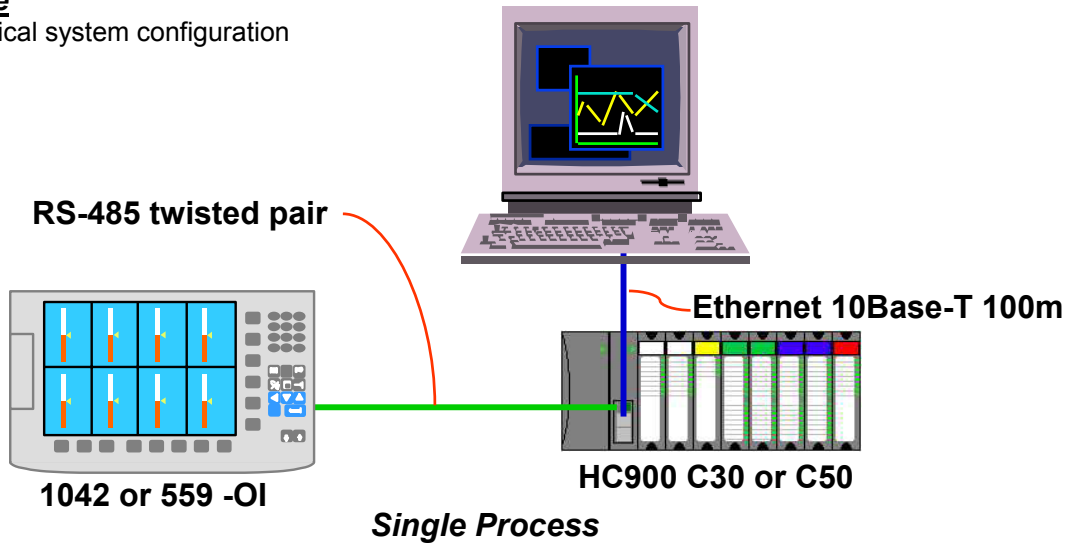 ical system configuration
RS-485 twisted pair
Ethernet 10Base-T 100m
HC900 C30 or C50
1042 or 559 -OI
Single Process